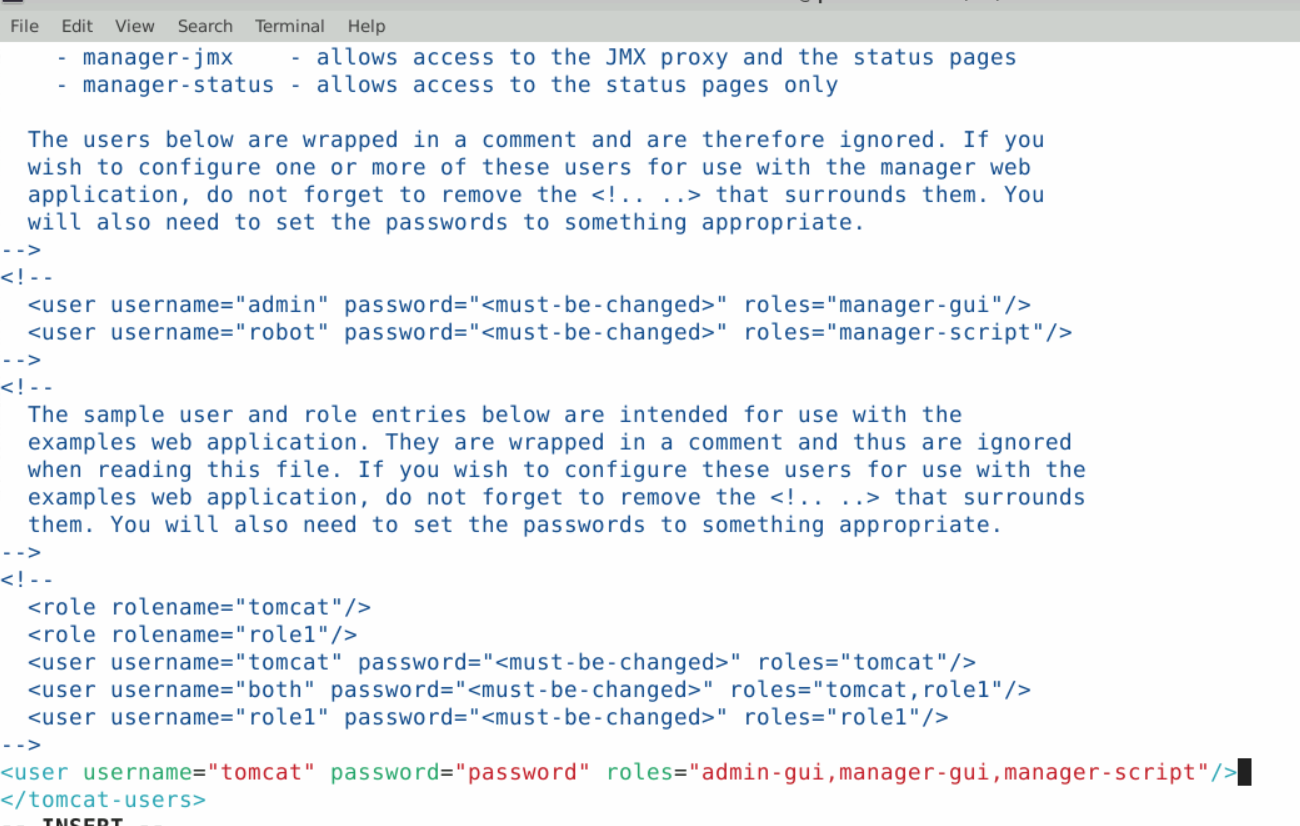 File Edit View Search Terminal Help
- manager-jmx    - allows access to the JMX proxy and the status pages
- manager-status - allows access to the status pages only
The users below are wrapped in a comment and are therefore ignored. If you
wish to configure one or more of these users for use with the manager web
application, do not forget to remove the <!.. ..> that surrounds them. You
will also need to set the passwords to something appropriate.
-->
<!--
<user username="admin" password="<must-be-changed>" roles="manager-gui"/>
<user username="robot" password="<must-be-changed>" roles="manager-script"/>
-->
<!--
The sample user and role entries below are intended for use with the
examples web application. They are wrapped in a comment and thus are ignored
when reading this file. If you wish to configure these users for use with the
examples web application, do not forget to remove the <!.. ..> that surrounds
them. You will also need to set the passwords to something appropriate.
-->
<!--
<role rolename="tomcat"/>
<role rolename="role1"/>
<user username="tomcat" password="<must-be-changed>" roles="tomcat"/>
<user username="both" password="<must-be-changed>" roles="tomcat,role1"/>
<user username="role1" password="<must-be-changed>" roles="role1"/>
-->
<user username="tomcat" password="password" roles="admin-gui,manager-gui,manager-script"/>
</tomcat-users>
-- INSERT --